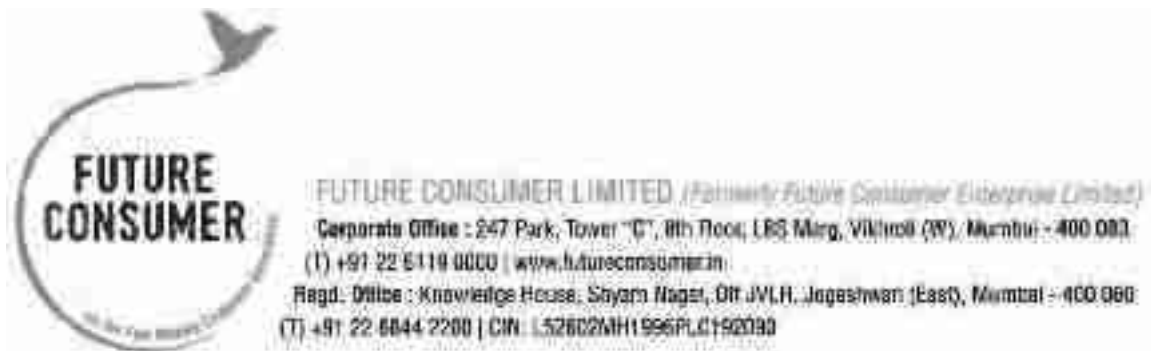 FUTURE
CONSUMER
FUTURE CONSUMER LIMITED (Formerly Future Consumer Enterprise Limited)
Corporate Office : 247 Park, Tower "C", 8th Floor, LBS Marg, Vikhroli (W), Mumbai - 400 083
(T) +91 22 6119 0000 | www.futureconsumer.in
Regd. Office : Knowledge House, Shyam Nagar, Off JVLR, Jogeshwari (East), Mumbai - 400 060
(T) +91 22 6644 2200 | CIN: L52602MH1996PLC192090